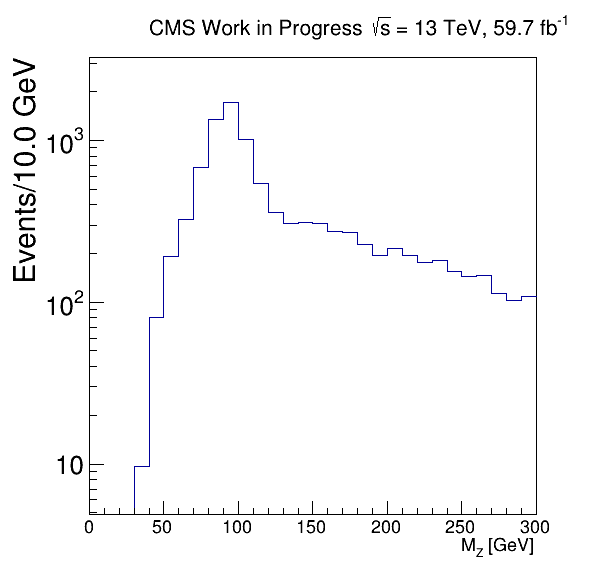 CMS Work in Progress √s = 13 TeV, 59.7 fb⁻¹
Events/10.0 GeV
10³
10²
10
0 50 100 150 200 250 300
M_Z [GeV]